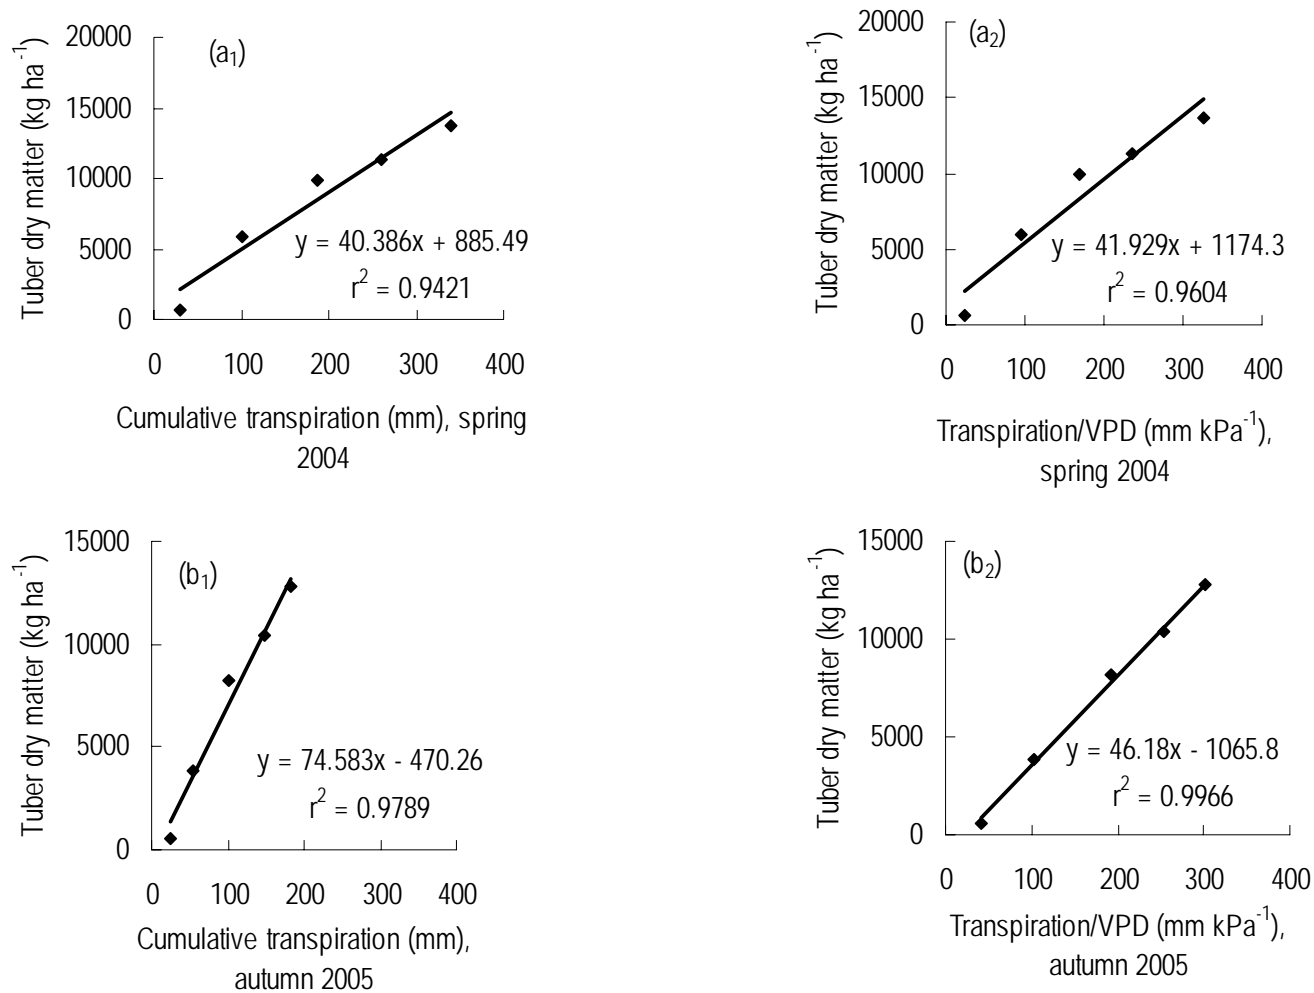 Tuber dry matter (kg ha⁻¹)
20000
15000
10000
5000
0
(a₁)
y = 40.386x + 885.49
r² = 0.9421
0 100 200 300 400
Cumulative transpiration (mm), spring
2004
Tuber dry matter (kg ha⁻¹)
20000
15000
10000
5000
0
(a₂)
y = 41.929x + 1174.3
r² = 0.9604
0 100 200 300 400
Transpiration/VPD (mm kPa⁻¹),
spring 2004
Tuber dry matter (kg ha⁻¹)
15000
10000
5000
0
(b₁)
y = 74.583x - 470.26
r² = 0.9789
0 100 200 300 400
Cumulative transpiration (mm),
autumn 2005
Tuber dry matter (kg ha⁻¹)
15000
10000
5000
0
(b₂)
y = 46.18x - 1065.8
r² = 0.9966
0 100 200 300 400
Transpiration/VPD (mm kPa⁻¹),
autumn 2005